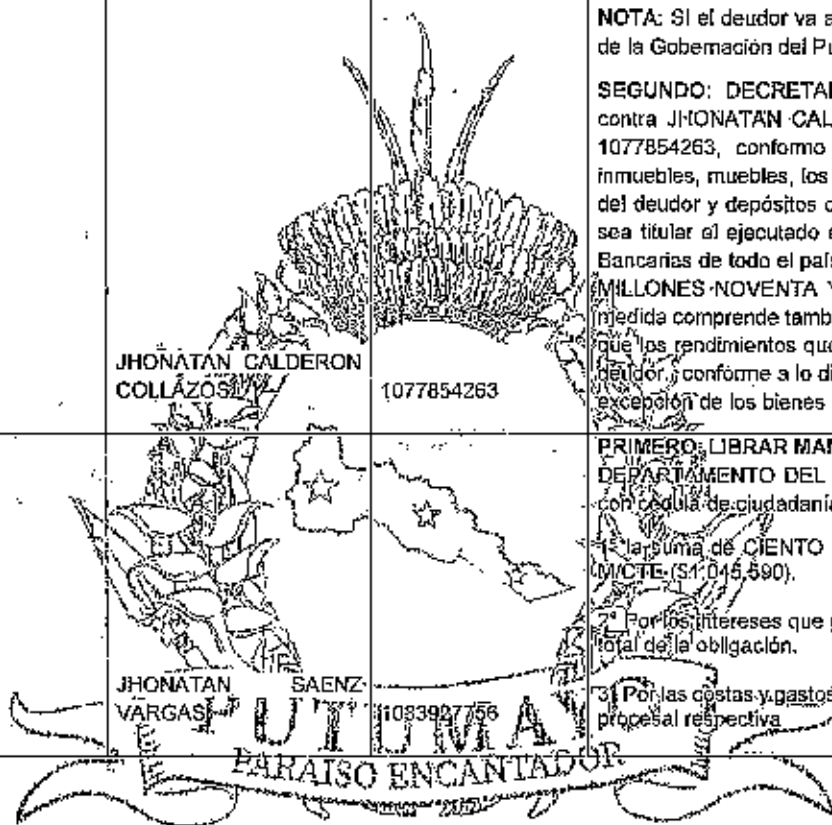 NOTA: SI el deudor va a
de la Gobernación del Pu
SEGUNDO: DECRETAR
contra JHONATAN CAL
1077854263, conforme
inmuebles, muebles, los
del deudor y depósitos
sea titular el ejecutado e
Bancarias de todo el país
MILLONES NOVENTA Y
medida comprende tamb
que los rendimientos que
deudor, conforme a lo di
excepción de los bienes
JHONATAN CALDERON
COLLAZOS
1077854263
PRIMERO: LIBRAR MAN
DEPARTAMENTO DEL
con cédula de ciudadanía
1ª la suma de CIENTO
M/CTE ($1.045.590).
2ª Por los intereses que
total de la obligación.
3ª Por las costas y gastos
procesal respectiva
JHONATAN SAENZ
VARGAS
1083927756
PUTUMAYO
PARAISO ENCANTADOR